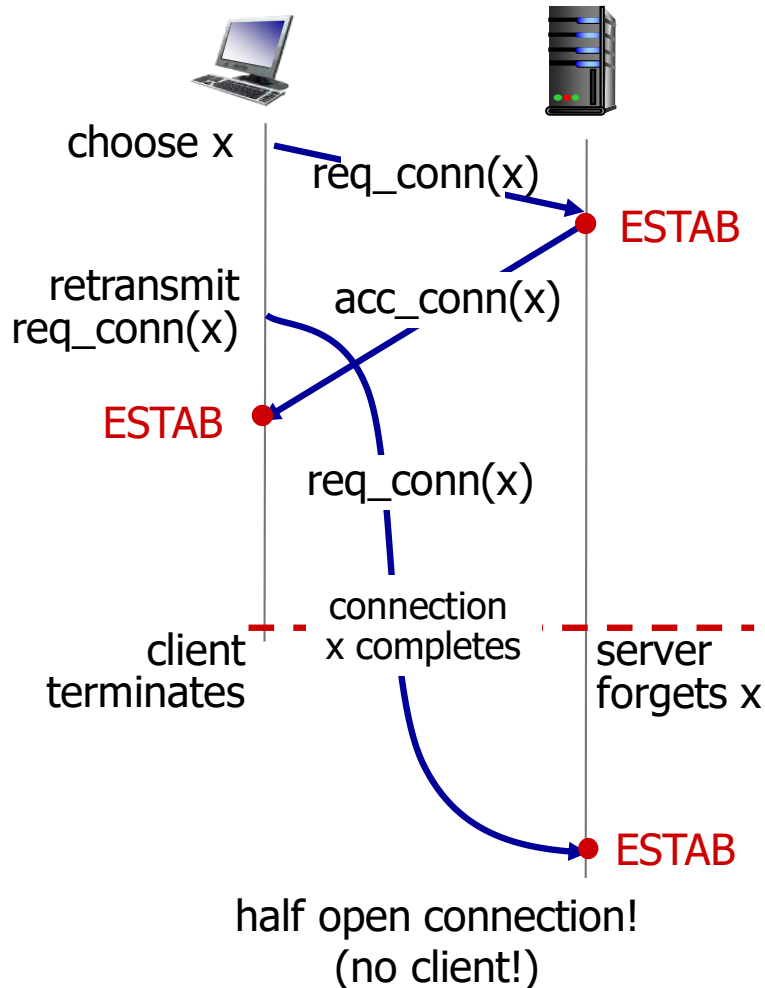 choose x
req_conn(x)
ESTAB
retransmit
req_conn(x)
acc_conn(x)
ESTAB
req_conn(x)
connection
x completes
client
terminates
server
forgets x
ESTAB
half open connection!
(no client!)